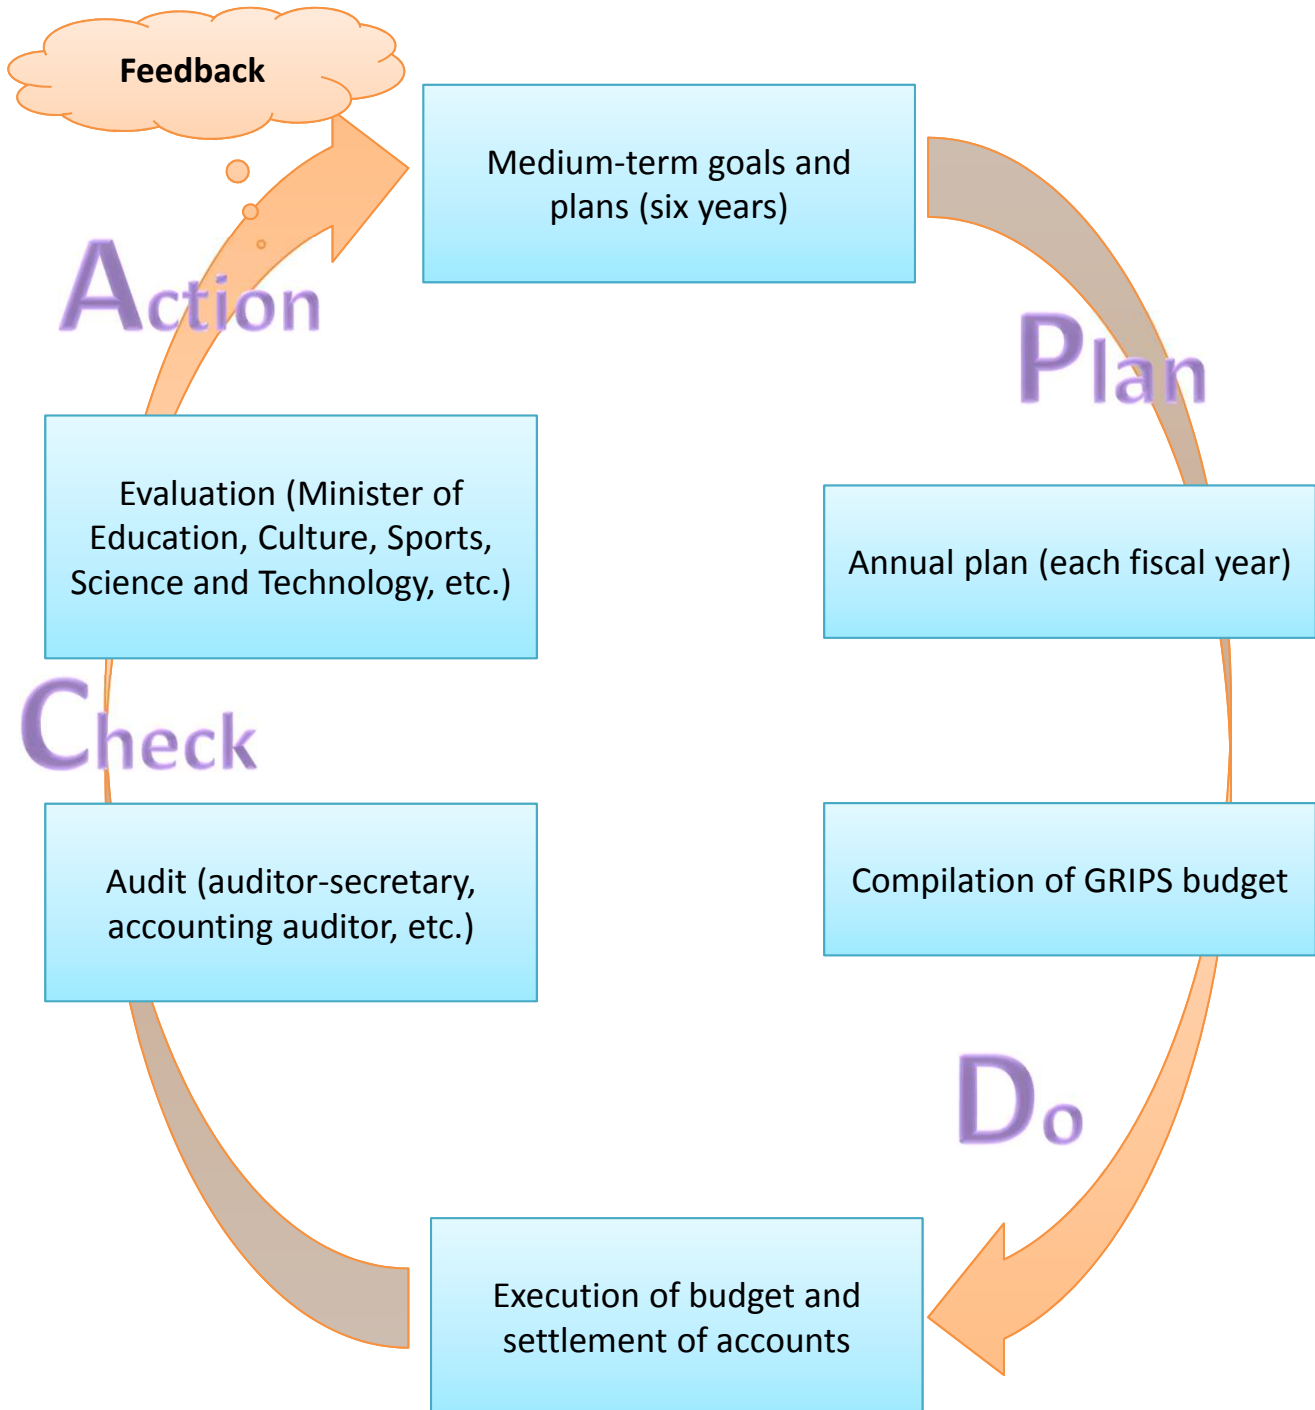 Feedback
Medium-term goals and
plans (six years)
Action
Plan
Evaluation (Minister of
Education, Culture, Sports,
Science and Technology, etc.)
Annual plan (each fiscal year)
Check
Audit (auditor-secretary,
accounting auditor, etc.)
Compilation of GRIPS budget
Do
Execution of budget and
settlement of accounts